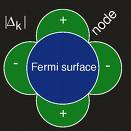 |Δk|
node
+
- Fermi surface -
+